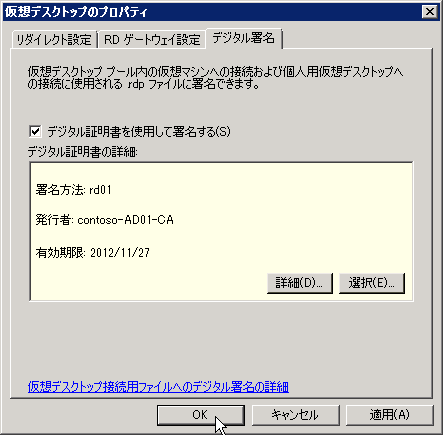 仮想デスクトップのプロパティ
リダイレクト設定 RD ゲートウェイ設定 デジタル署名
仮想デスクトップ プール内の仮想マシンへの接続および個人用仮想デスクトップへ
の接続に使用される rdp ファイルに署名できます。
デジタル証明書を使用して署名する(S)
デジタル証明書の詳細:
署名方法: rd01
発行者: contoso-AD01-CA
有効期限: 2012/11/27
詳細(D)... 選択(E)...
仮想デスクトップ接続用ファイルへのデジタル署名の詳細
OK キャンセル 適用(A)